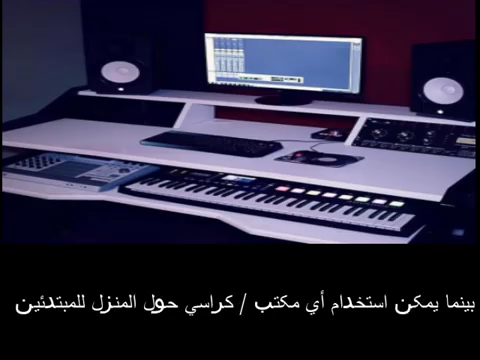 بينما يمكن استخدام أي مكتب / كراسي حول المنزل للمبتدئين